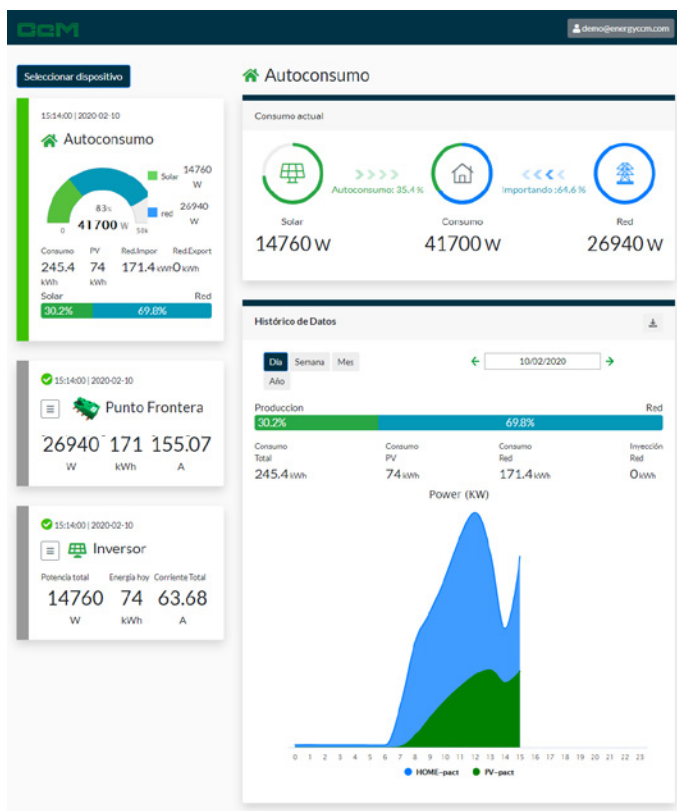 CCM
demo@energyccm.com
Seleccionar dispositivo
15:14:00 | 2020-02-10
Autoconsumo
Solar 14760 W
red 26940 W
83%
0 41700 W 50k
Consumo PV Red.Impor Red.Export
245.4 kWh 74 kWh 171.4 kWh 0 kWh
Solar Red
30.2% 69.8%
15:14:00 | 2020-02-10
Punto Frontera
26940 171 155.07
W kWh A
15:14:00 | 2020-02-10
Inversor
Potencia total Energía hoy Corriente Total
14760 74 63.68
W kWh A
Autoconsumo
Consumo actual
Autoconsumo: 35.4 % Importando :64.6 %
Solar Consumo Red
14760 W 41700 W 26940 W
Histórico de Datos
Día Semana Mes
Año
10/02/2020
Produccion Red
30.2% 69.8%
Consumo Consumo Consumo Inyección
Total PV Red Red
245.4 kWh 74 kWh 171.4 kWh 0 kWh
Power (KW)
0 1 2 3 4 5 6 7 8 9 10 11 12 13 14 15 16 17 18 19 20 21 22 23
HOME-pact PV-pact